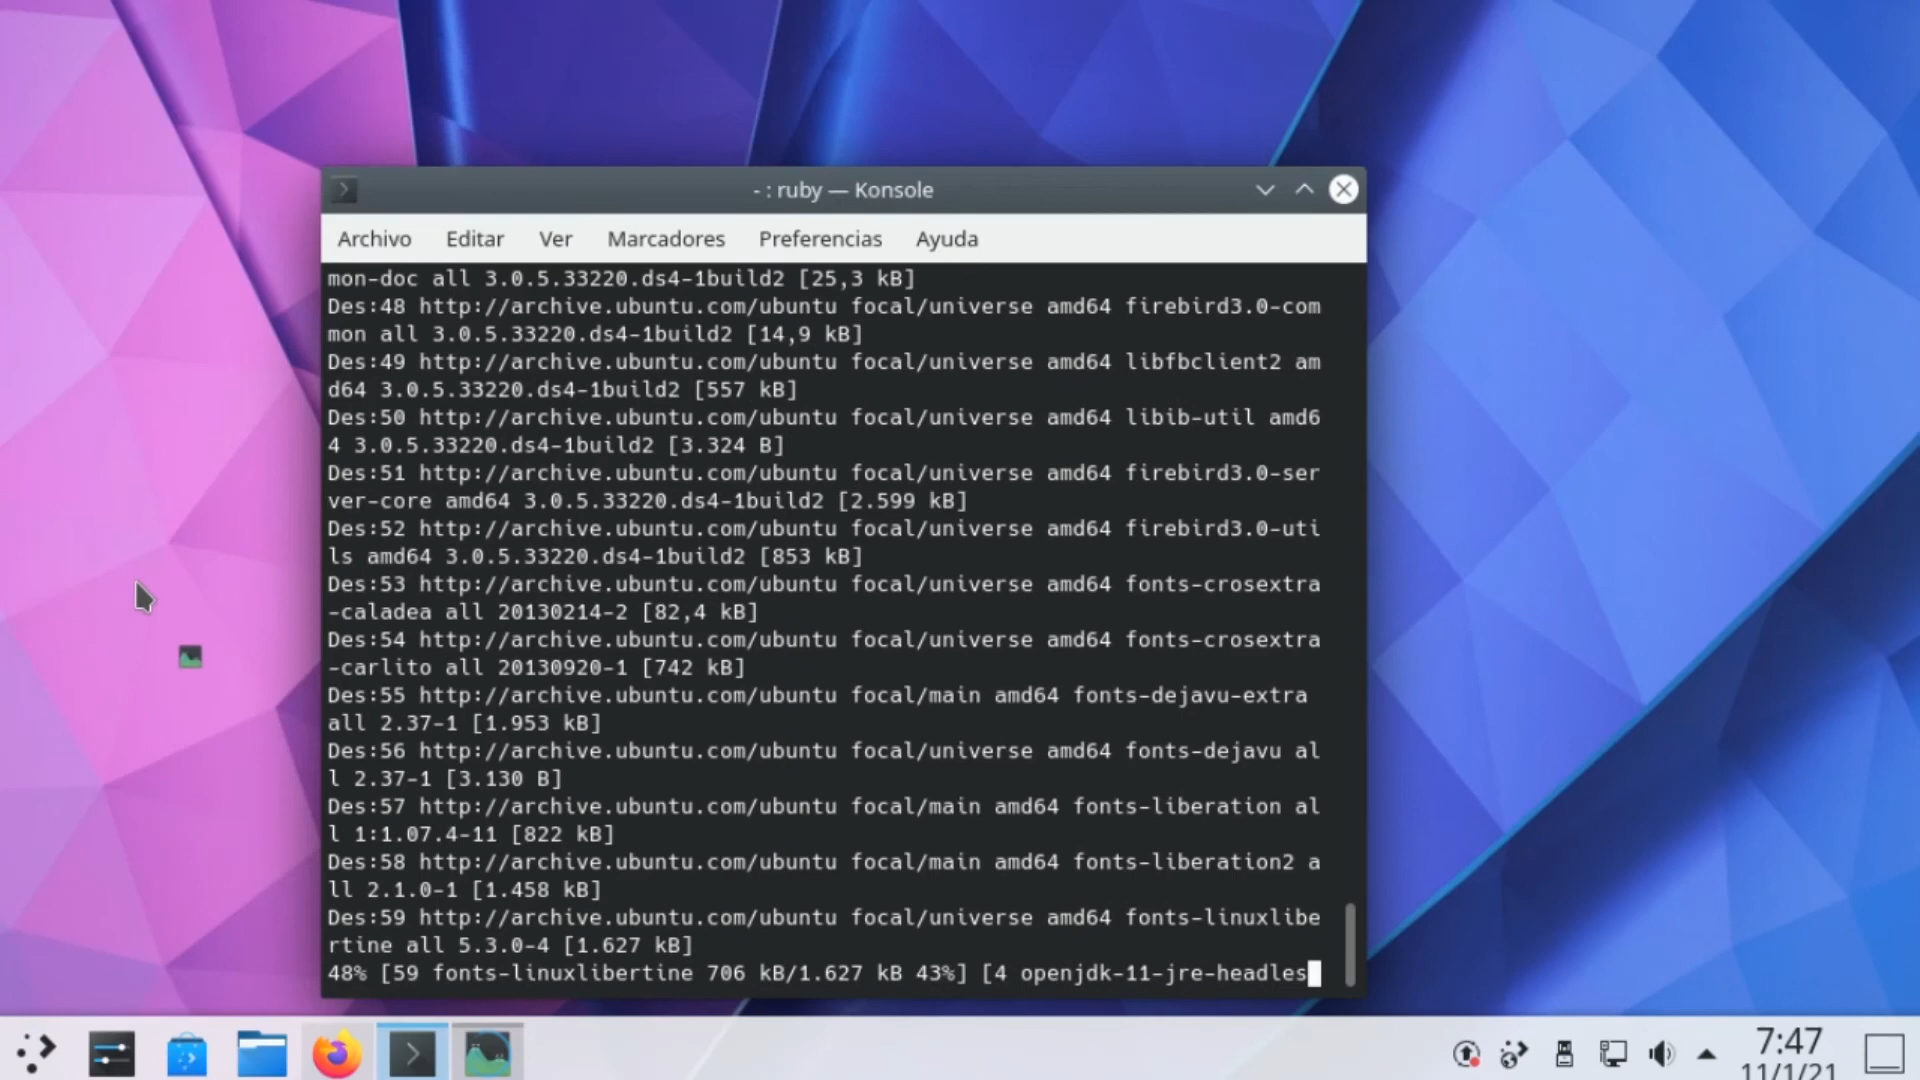 - : ruby — Konsole
Archivo Editar Ver Marcadores Preferencias Ayuda
mon-doc all 3.0.5.33220.ds4-1build2 [25,3 kB]
Des:48 http://archive.ubuntu.com/ubuntu focal/universe amd64 firebird3.0-com
mon all 3.0.5.33220.ds4-1build2 [14,9 kB]
Des:49 http://archive.ubuntu.com/ubuntu focal/universe amd64 libfbclient2 am
d64 3.0.5.33220.ds4-1build2 [557 kB]
Des:50 http://archive.ubuntu.com/ubuntu focal/universe amd64 libib-util amd6
4 3.0.5.33220.ds4-1build2 [3.324 B]
Des:51 http://archive.ubuntu.com/ubuntu focal/universe amd64 firebird3.0-ser
ver-core amd64 3.0.5.33220.ds4-1build2 [2.599 kB]
Des:52 http://archive.ubuntu.com/ubuntu focal/universe amd64 firebird3.0-uti
ls amd64 3.0.5.33220.ds4-1build2 [853 kB]
Des:53 http://archive.ubuntu.com/ubuntu focal/universe amd64 fonts-crosextra
-caladea all 20130214-2 [82,4 kB]
Des:54 http://archive.ubuntu.com/ubuntu focal/universe amd64 fonts-crosextra
-carlito all 20130920-1 [742 kB]
Des:55 http://archive.ubuntu.com/ubuntu focal/main amd64 fonts-dejavu-extra
all 2.37-1 [1.953 kB]
Des:56 http://archive.ubuntu.com/ubuntu focal/universe amd64 fonts-dejavu al
l 2.37-1 [3.130 B]
Des:57 http://archive.ubuntu.com/ubuntu focal/main amd64 fonts-liberation al
l 1:1.07.4-11 [822 kB]
Des:58 http://archive.ubuntu.com/ubuntu focal/main amd64 fonts-liberation2 a
ll 2.1.0-1 [1.458 kB]
Des:59 http://archive.ubuntu.com/ubuntu focal/universe amd64 fonts-linuxlibe
rtine all 5.3.0-4 [1.627 kB]
48% [59 fonts-linuxlibertine 706 kB/1.627 kB 43%] [4 openjdk-11-jre-headles
7:47
11/1/21